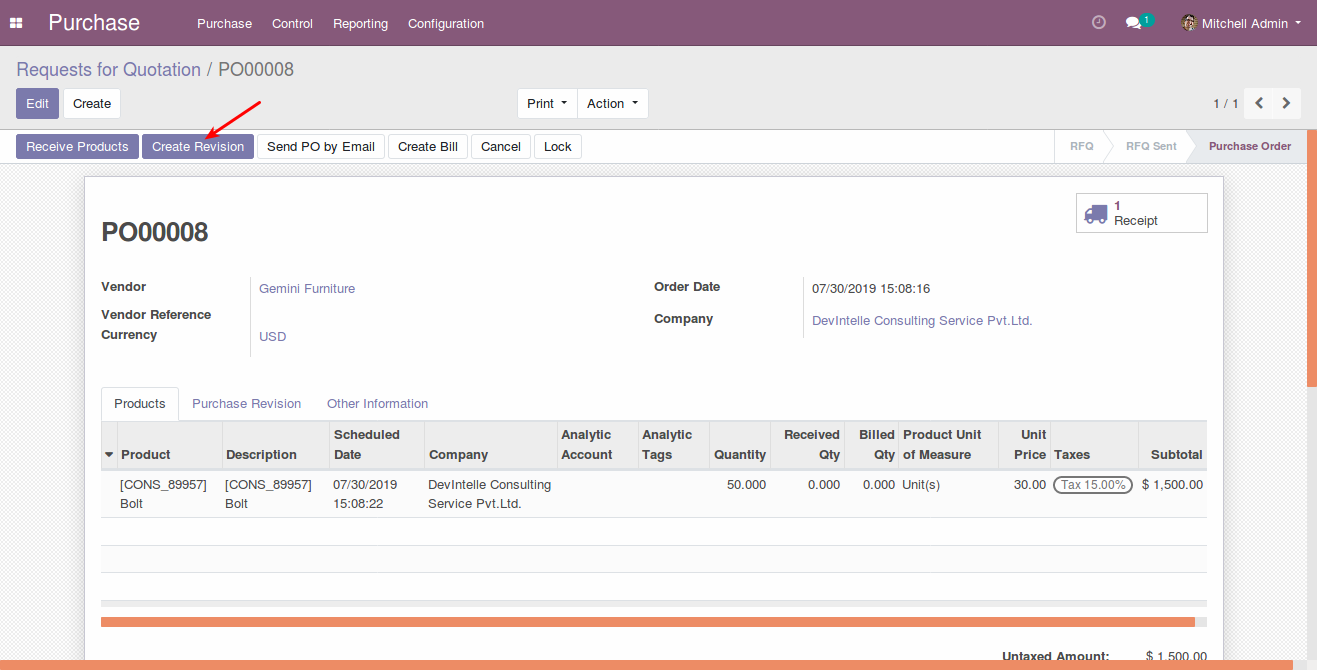 Purchase Purchase Control Reporting Configuration 1 Mitchell Admin
Requests for Quotation / PO00008
Edit Create Print Action 1 / 1
Receive Products Create Revision Send PO by Email Create Bill Cancel Lock RFQ RFQ Sent Purchase Order
1
Receipt
PO00008
Vendor Gemini Furniture Order Date 07/30/2019 15:08:16
Vendor Reference Company DevIntelle Consulting Service Pvt.Ltd.
Currency USD
Products Purchase Revision Other Information
Scheduled Analytic Analytic Received Billed Product Unit Unit
Product Description Date Company Account Tags Quantity Qty Qty of Measure Price Taxes Subtotal
[CONS_89957] [CONS_89957] 07/30/2019 DevIntelle Consulting 50.000 0.000 0.000 Unit(s) 30.00 Tax 15.00% $ 1,500.00
Bolt Bolt 15:08:22 Service Pvt.Ltd.
Untaxed Amount: $ 1,500.00